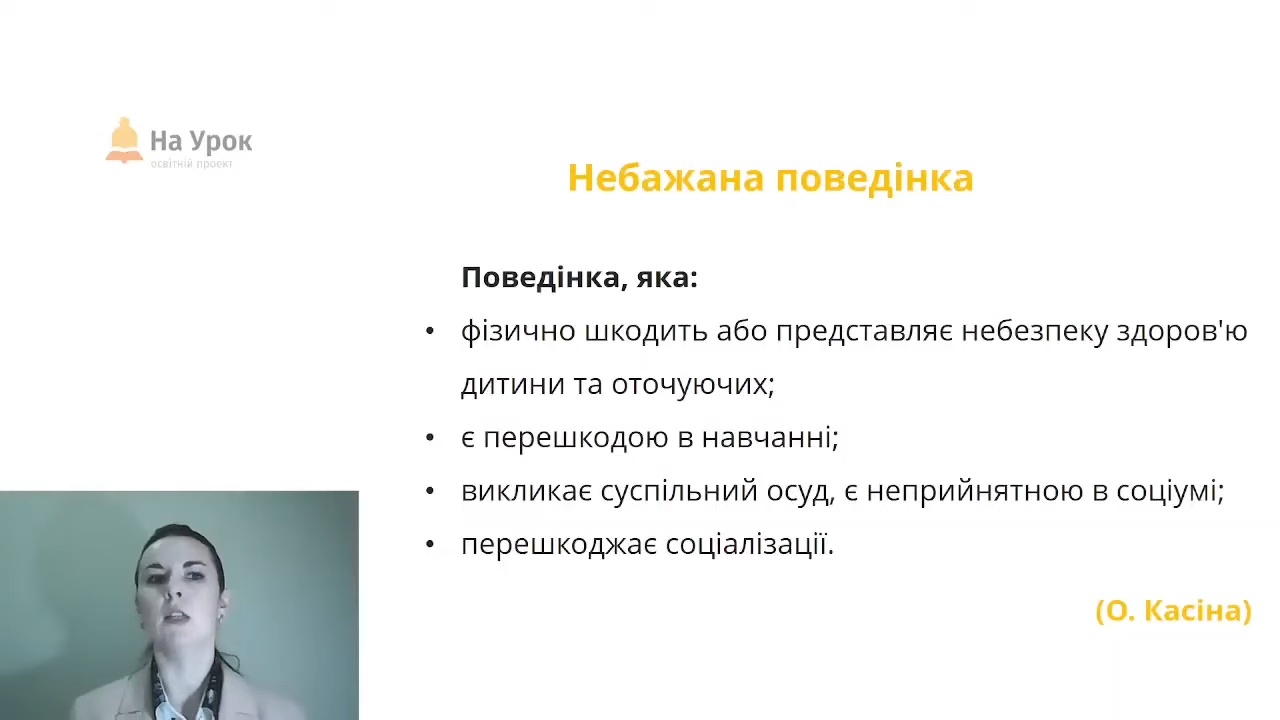 На Урок
освітній проект
Небажана поведінка
Поведінка, яка:
• фізично шкодить або представляє небезпеку здоров'ю
дитини та оточуючих;
• є перешкодою в навчанні;
• викликає суспільний осуд, є неприйнятною в соціумі;
• перешкоджає соціалізації.
(О. Касіна)